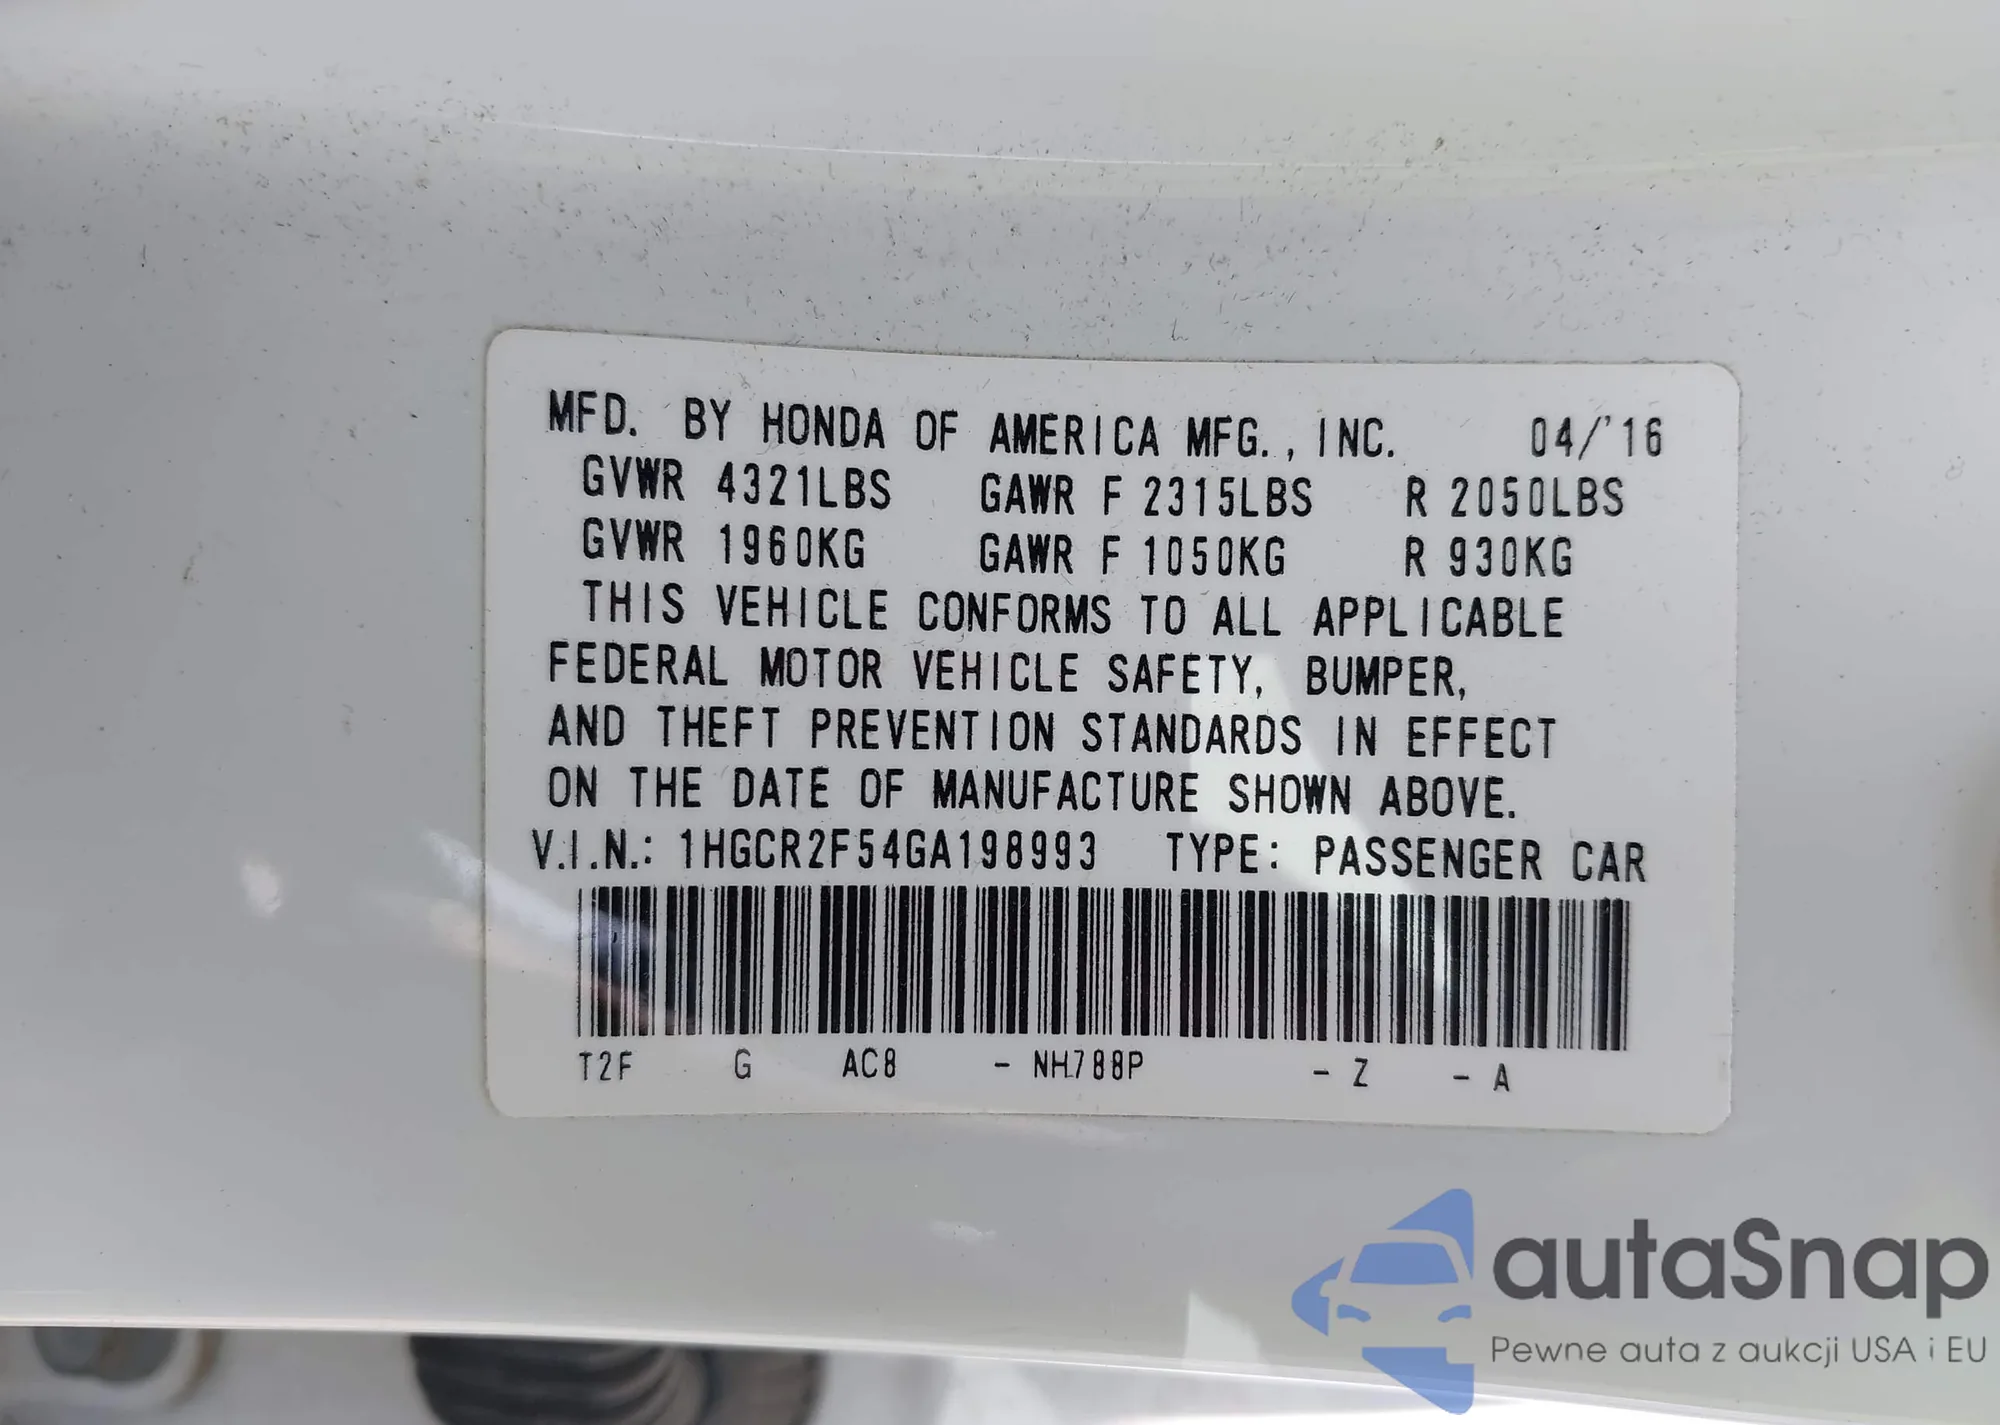 MFD. BY HONDA OF AMERICA MFG., INC. 04/'16
GVWR 4321LBS GAWR F 2315LBS R 2050LBS
GVWR 1960KG GAWR F 1050KG R 930KG
THIS VEHICLE CONFORMS TO ALL APPLICABLE
FEDERAL MOTOR VEHICLE SAFETY, BUMPER,
AND THEFT PREVENTION STANDARDS IN EFFECT
ON THE DATE OF MANUFACTURE SHOWN ABOVE.
V.I.N.: 1HGCR2F54GA198993 TYPE: PASSENGER CAR
T2F G AC8 - NH788P - Z - A
autaSnap
Pewne auta z aukcji USA i EU